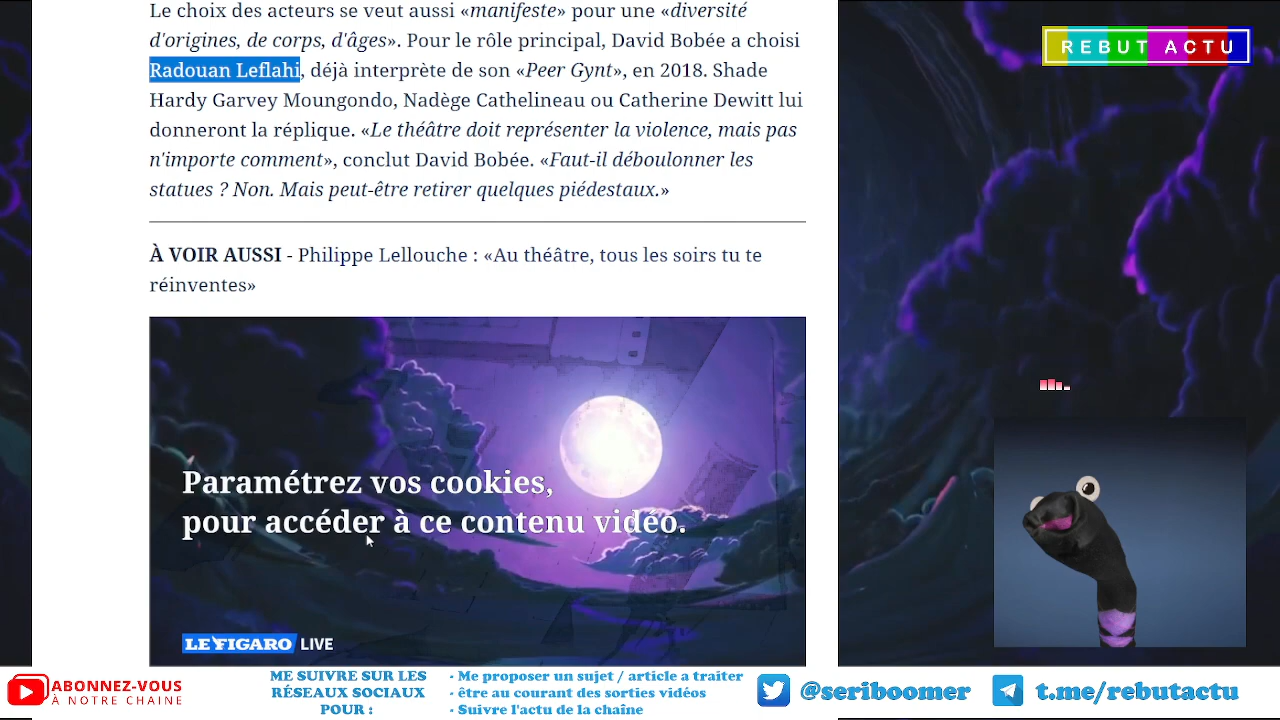 Le choix des acteurs se veut aussi «manifeste» pour une «diversité
d'origines, de corps, d'âges». Pour le rôle principal, David Bobée a choisi
Radouan Leflahi, déjà interprète de son «Peer Gynt», en 2018. Shade
Hardy Garvey Moungondo, Nadège Cathelineau ou Catherine Dewitt lui
donneront la réplique. «Le théâtre doit représenter la violence, mais pas
n'importe comment», conclut David Bobée. «Faut-il déboulonner les
statues ? Non. Mais peut-être retirer quelques piédestaux.»
À VOIR AUSSI - Philippe Lellouche : «Au théâtre, tous les soirs tu te
réinventes»
Paramétrez vos cookies,
pour accéder à ce contenu vidéo.
LE FIGARO LIVE
REBUT ACTU
ABONNEZ-VOUS
À NOTRE CHAINE
ME SUIVRE SUR LES
RÉSEAUX SOCIAUX
POUR :
- Me proposer un sujet / article a traiter
- être au courant des sorties vidéos
- Suivre l'actu de la chaîne
@seriboomer
t.me/rebutactu